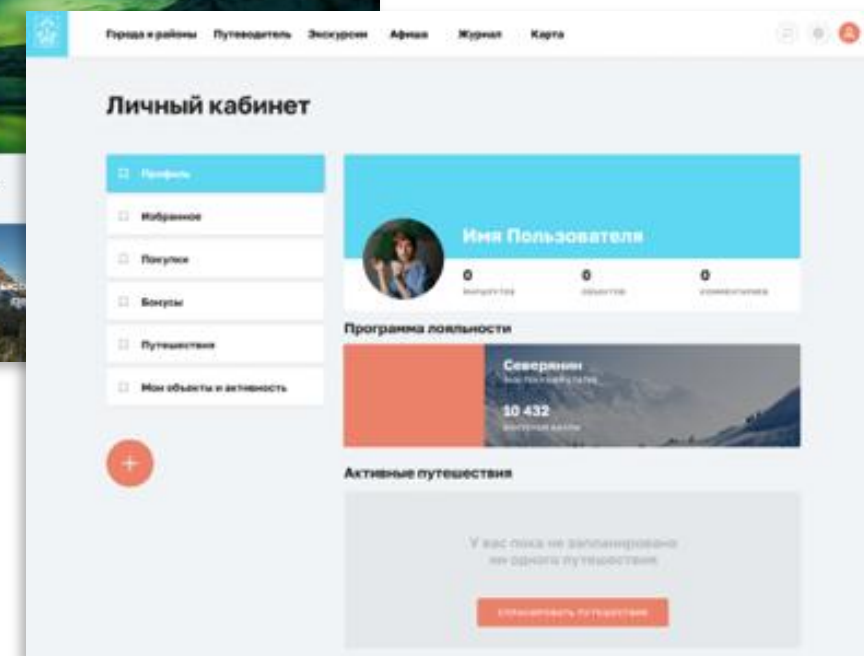 Города и районы Путеводитель Экскурсии Афиша Журнал Карта
Личный кабинет
Профиль
Избранное
Покупки
Бонусы
Путешествия
Мои объекты и активность
Имя Пользователя
0 0 0
Программа лояльности
Северянин
10 432
Активные путешествия
У вас пока не запланировано
ни одного путешествия